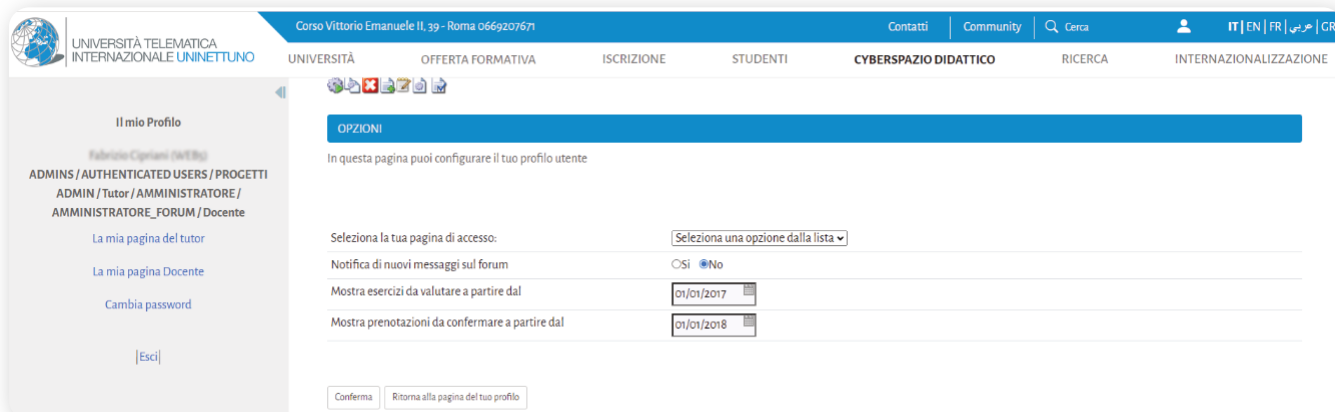 Corso Vittorio Emanuele II, 39 - Roma 0669207671
Contatti
Community
Cerca
IT | EN | FR | عربي | GR
UNIVERSITÀ TELEMATICA
INTERNAZIONALE UNINETTUNO
UNIVERSITÀ
OFFERTA FORMATIVA
ISCRIZIONE
STUDENTI
CYBERSPAZIO DIDATTICO
RICERCA
INTERNAZIONALIZZAZIONE
Il mio Profilo
ADMINS / AUTHENTICATED USERS / PROGETTI
ADMIN / Tutor / AMMINISTRATORE /
AMMINISTRATORE_FORUM / Docente
La mia pagina del tutor
La mia pagina Docente
Cambia password
|Esci|
OPZIONI
In questa pagina puoi configurare il tuo profilo utente
Seleziona la tua pagina di accesso:
Seleziona una opzione dalla lista
Notifica di nuovi messaggi sul forum
Si No
Mostra esercizi da valutare a partire dal
01/01/2017
Mostra prenotazioni da confermare a partire dal
01/01/2018
Conferma
Ritorna alla pagina del tuo profilo